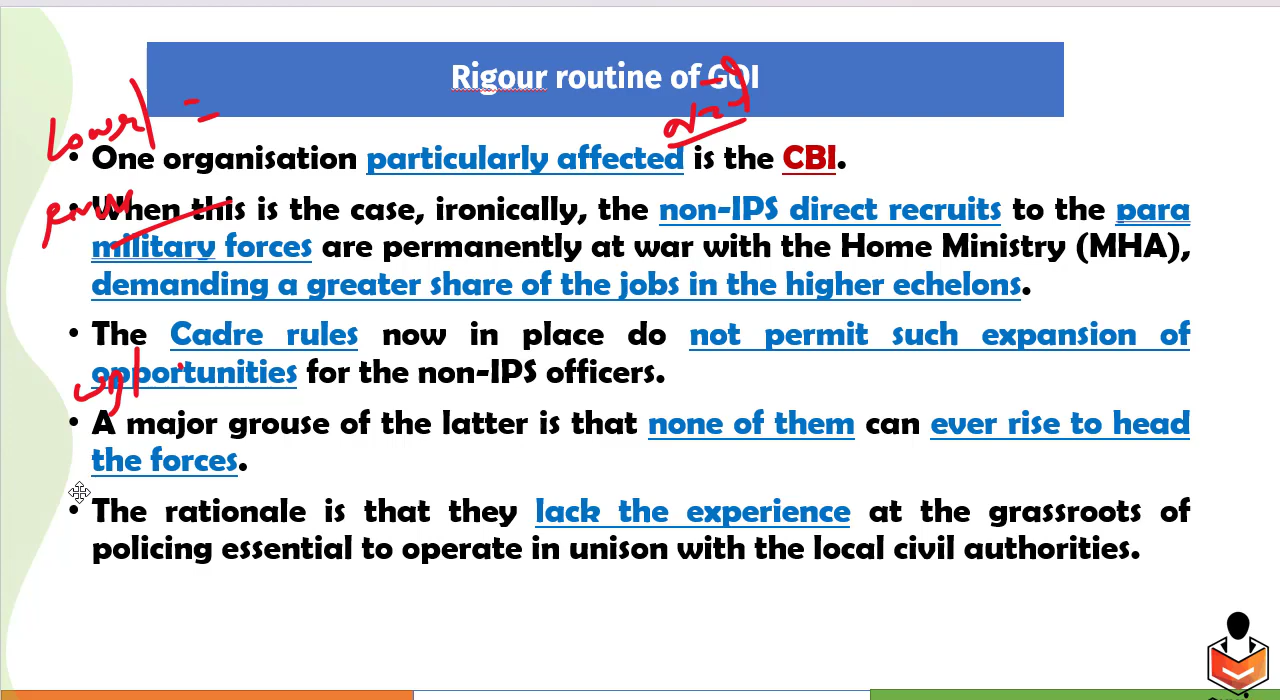 Rigour routine of GOI
Lower
• One organisation particularly affected is the CBI.
• When this is the case, ironically, the non-IPS direct recruits to the para
military forces are permanently at war with the Home Ministry (MHA),
demanding a greater share of the jobs in the higher echelons.
• The Cadre rules now in place do not permit such expansion of
opportunities for the non-IPS officers.
• A major grouse of the latter is that none of them can ever rise to head
the forces.
• The rationale is that they lack the experience at the grassroots of
policing essential to operate in unison with the local civil authorities.